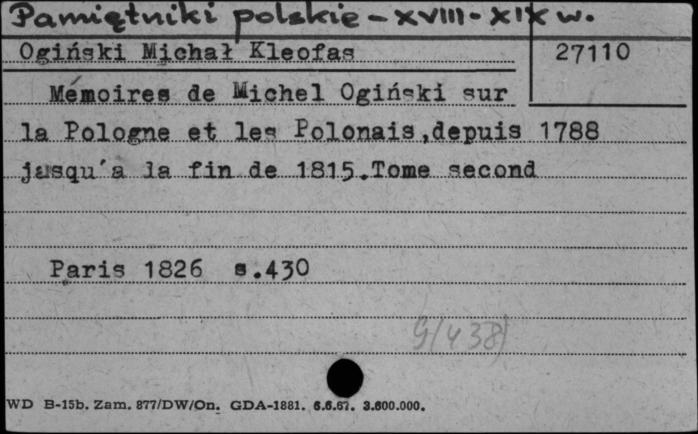 Pamiętniki polskie - XVIII - XIX w.
Ogiński Michał Kleofas 27110
Mémoires de Michel Ogiński sur
la Pologne et les Polonais,depuis 1788
jusqu'a la fin de 1815.Tome second
Paris 1826 s.430
9(438)
WD B-15b. Zam. 877/DW/On. GDA-1881. 6.6.67. 3.600.000.